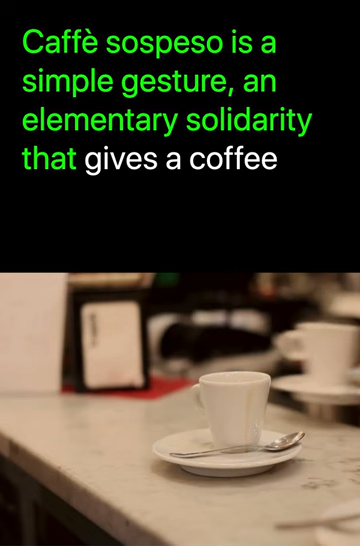 Caffè sospeso is a
simple gesture, an
elementary solidarity
that gives a coffee